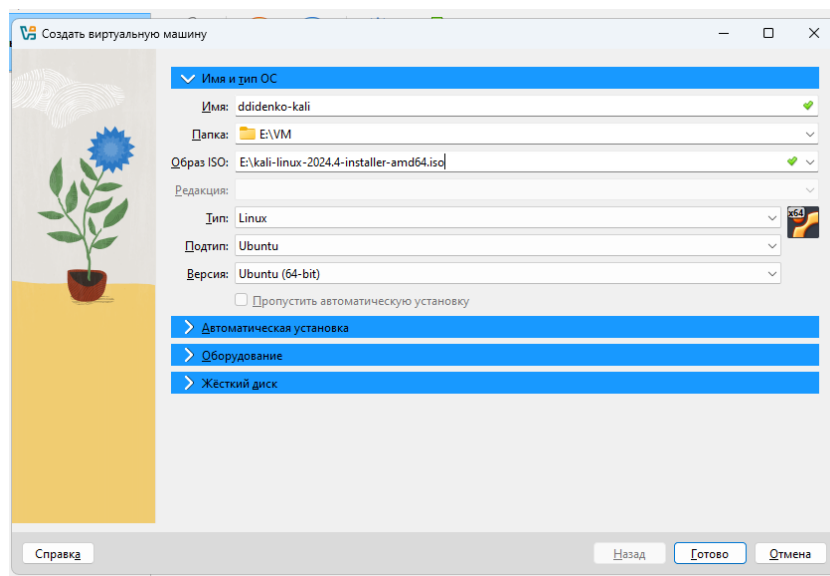 Создать виртуальную машину
Имя и тип ОС
Имя: ddidenko-kali
Папка: E:\VM
Образ ISO: E:\kali-linux-2024.4-installer-amd64.iso
Редакция:
Тип: Linux
x64
Подтип: Ubuntu
Версия: Ubuntu (64-bit)
Пропустить автоматическую установку
Автоматическая установка
Оборудование
Жёсткий диск
Справка Назад Готово Отмена